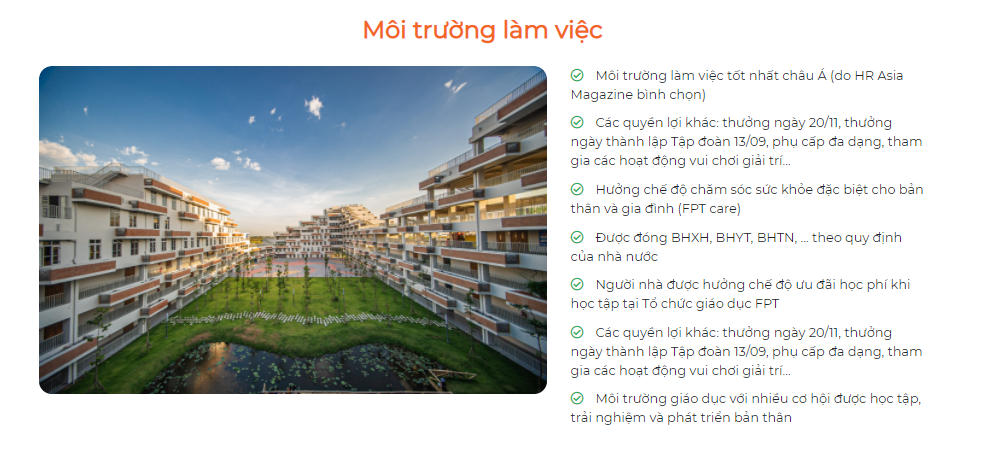 Môi trường làm việc
Môi trường làm việc tốt nhất châu Á (do HR Asia
Magazine bình chọn)
Các quyền lợi khác: thưởng ngày 20/11, thưởng
ngày thành lập Tập đoàn 13/09, phụ cấp đa dạng, tham
gia các hoạt động vui chơi giải trí...
Hưởng chế độ chăm sóc sức khỏe đặc biệt cho bản
thân và gia đình (FPT care)
Được đóng BHXH, BHYT, BHTN, ... theo quy định
của nhà nước
Người nhà được hưởng chế độ ưu đãi học phí khi
học tập tại Tổ chức giáo dục FPT
Các quyền lợi khác: thưởng ngày 20/11, thưởng
ngày thành lập Tập đoàn 13/09, phụ cấp đa dạng, tham
gia các hoạt động vui chơi giải trí...
Môi trường giáo dục với nhiều cơ hội được học tập,
trải nghiệm và phát triển bản thân